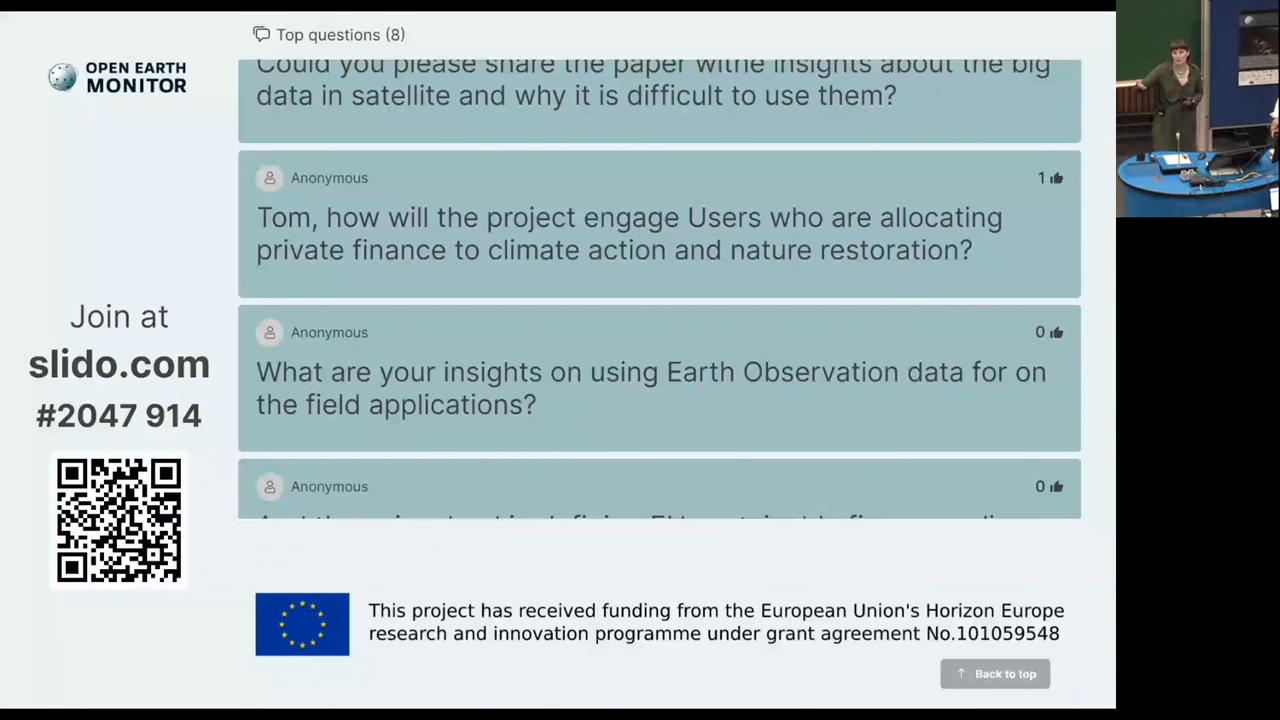 Top questions (8)
OPEN EARTH
MONITOR
Could you please share the paper withe insights about the big
data in satellite and why it is difficult to use them?
Anonymous
1
Tom, how will the project engage Users who are allocating
private finance to climate action and nature restoration?
Anonymous
0
What are your insights on using Earth Observation data for on
the field applications?
Anonymous
0
Join at
slido.com
#2047 914
This project has received funding from the European Union's Horizon Europe
research and innovation programme under grant agreement No.101059548
Back to top